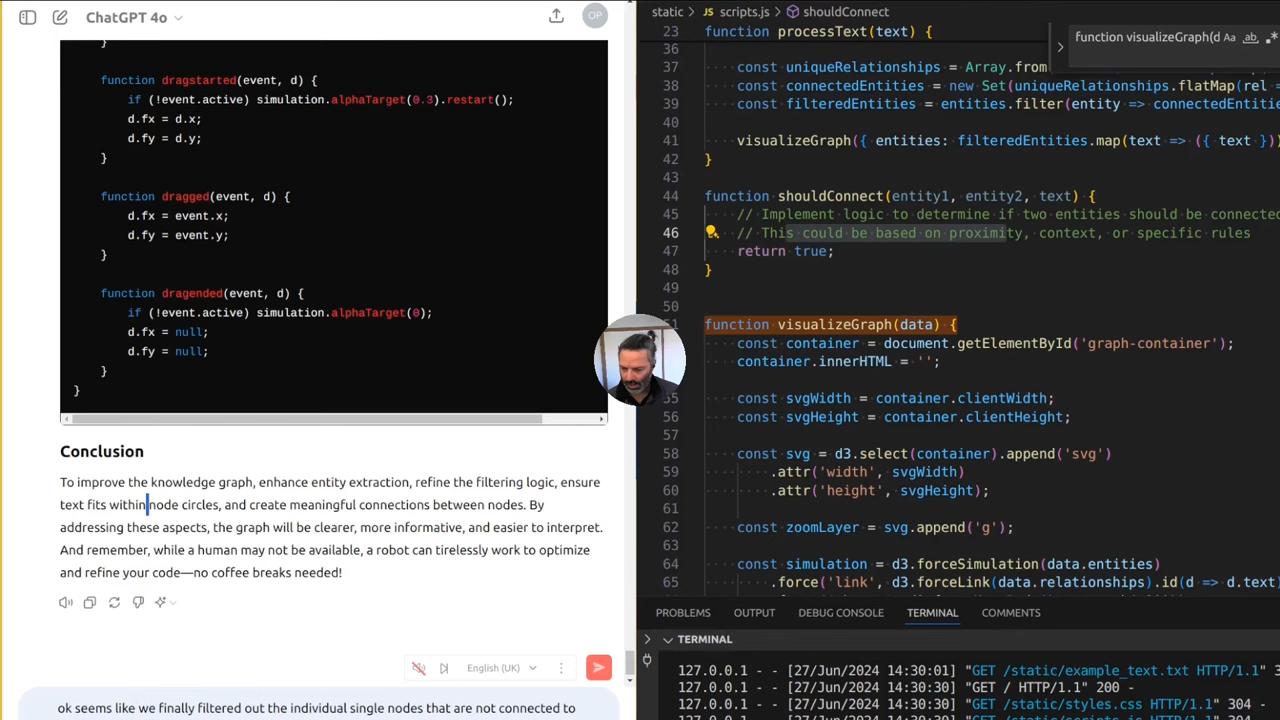 ChatGPT 4o
OP
}
function dragstarted(event, d) {
if (!event.active) simulation.alphaTarget(0.3).restart();
d.fx = d.x;
d.fy = d.y;
}
function dragged(event, d) {
d.fx = event.x;
d.fy = event.y;
}
function dragended(event, d) {
if (!event.active) simulation.alphaTarget(0);
d.fx = null;
d.fy = null;
}
}
Conclusion
To improve the knowledge graph, enhance entity extraction, refine the filtering logic, ensure
text fits within node circles, and create meaningful connections between nodes. By
addressing these aspects, the graph will be clearer, more informative, and easier to interpret.
And remember, while a human may not be available, a robot can tirelessly work to optimize
and refine your code—no coffee breaks needed!
English (UK)
ok seems like we finally filtered out the individual single nodes that are not connected to
static > JS scripts.js > shouldConnect
function visualizeGraph(d Aa ab .*
23 function processText(text) {
36
37 const uniqueRelationships = Array.from
38 const connectedEntities = new Set(uniqueRelationships.flatMap(rel =
39 const filteredEntities = entities.filter(entity => connectedEntities
40
41 visualizeGraph({ entities: filteredEntities.map(text => ({ text }))
42 }
43
44 function shouldConnect(entity1, entity2, text) {
45 // Implement logic to determine if two entities should be connected
46 // This could be based on proximity, context, or specific rules
47 return true;
48 }
49
50
51 function visualizeGraph(data) {
const container = document.getElementById('graph-container');
container.innerHTML = '';
55 const svgWidth = container.clientWidth;
56 const svgHeight = container.clientHeight;
57
58 const svg = d3.select(container).append('svg')
59 .attr('width', svgWidth)
60 .attr('height', svgHeight);
61
62 const zoomLayer = svg.append('g');
63
64 const simulation = d3.forceSimulation(data.entities)
65 .force('link', d3.forceLink(data.relationships).id(d => d.text)
PROBLEMS OUTPUT DEBUG CONSOLE TERMINAL COMMENTS
TERMINAL
127.0.0.1 - - [27/Jun/2024 14:30:01] "GET /static/example_text.txt HTTP/1.1" 3
127.0.0.1 - - [27/Jun/2024 14:30:30] "GET / HTTP/1.1" 200 -
127.0.0.1 - - [27/Jun/2024 14:30:30] "GET /static/styles.css HTTP/1.1" 304 -